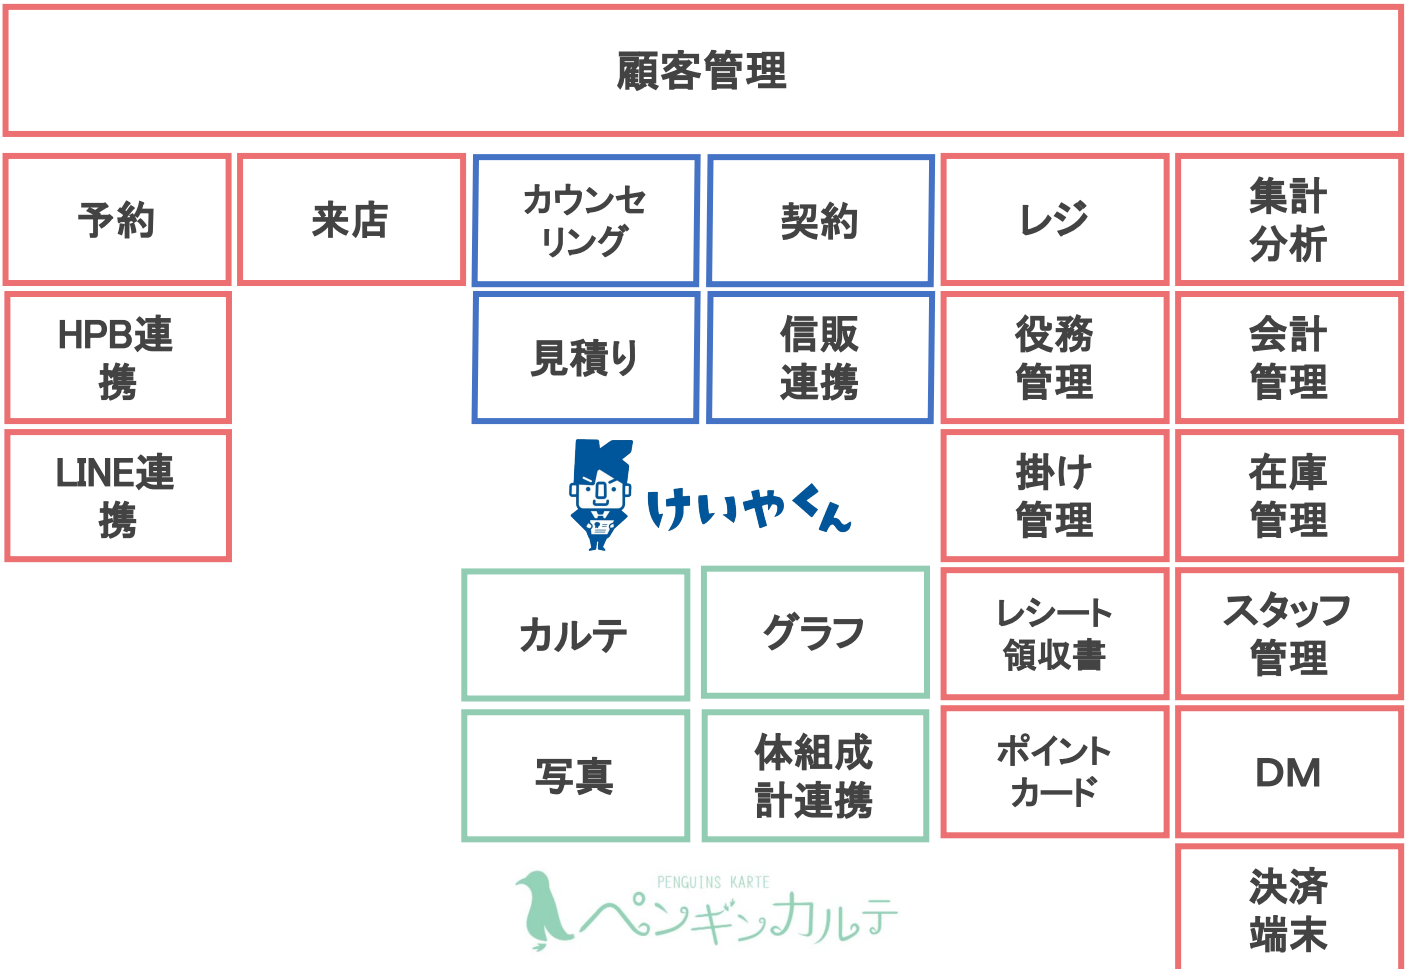 顧客管理
予約
来店
カウンセ
リング
契約
レジ
集計
分析
HPB連
携
見積り
信販
連携
役務
管理
会計
管理
LINE連
携
けいやくん
掛け
管理
在庫
管理
カルテ
グラフ
レシート
領収書
スタッフ
管理
写真
体組成
計連携
ポイント
カード
DM
PENGUINS KARTE
ペンギンカルテ
決済
端末